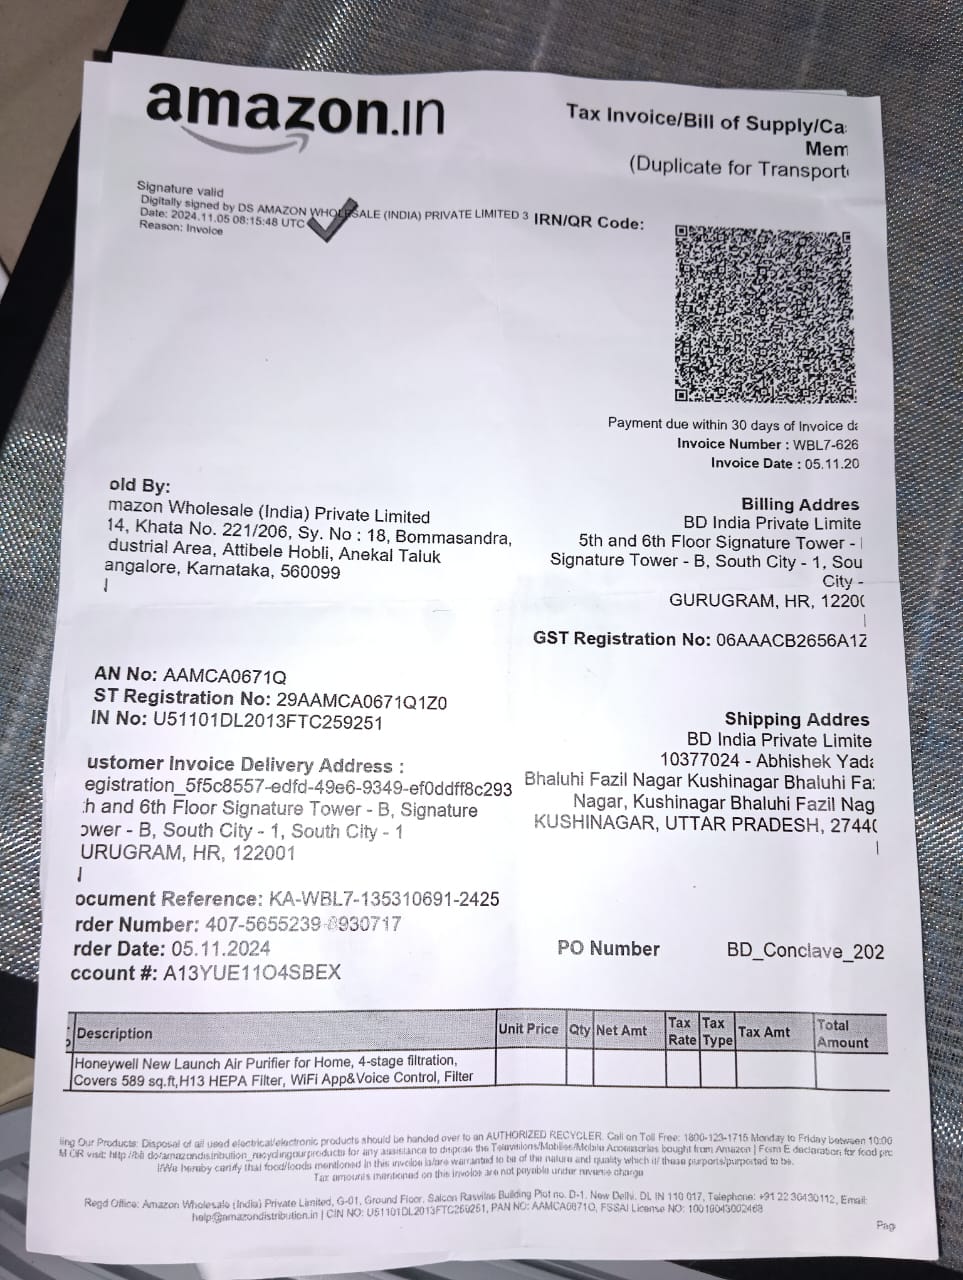 amazon.in
Tax Invoice/Bill of Supply/Ca
Mem
(Duplicate for Transport
Signature valid
Digitally signed by DS AMAZON WHOLESALE (INDIA) PRIVATE LIMITED 3
Date: 2024.11.05 08:15:48 UTC
Reason: Invoice
IRN/QR Code:
Payment due within 30 days of Invoice da
Invoice Number : WBL7-626
Invoice Date : 05.11.20
old By:
mazon Wholesale (India) Private Limited
14, Khata No. 221/206, Sy. No : 18, Bommasandra,
dustrial Area, Attibele Hobli, Anekal Taluk
angalore, Karnataka, 560099
Billing Addres
BD India Private Limite
5th and 6th Floor Signature Tower -
Signature Tower - B, South City - 1, Sou
City -
GURUGRAM, HR, 1220
GST Registration No: 06AAACB2656A1Z
AN No: AAMCA0671Q
ST Registration No: 29AAMCA0671Q1Z0
IN No: U51101DL2013FTC259251
Shipping Addres
BD India Private Limite
10377024 - Abhishek Yada
Bhaluhi Fazil Nagar Kushinagar Bhaluhi Fa
Nagar, Kushinagar Bhaluhi Fazil Nag
KUSHINAGAR, UTTAR PRADESH, 2744
ustomer Invoice Delivery Address :
egistration_5f5c8557-edfd-49e6-9349-ef0ddff8c293
h and 6th Floor Signature Tower - B, Signature
ower - B, South City - 1, South City - 1
URUGRAM, HR, 122001
ocument Reference: KA-WBL7-135310691-2425
rder Number: 407-5655239-8930717
rder Date: 05.11.2024
ccount #: A13YUE11O4SBEX
PO Number BD_Conclave_202
Description Unit Price Qty Net Amt Tax Rate Tax Type Tax Amt Total Amount
Honeywell New Launch Air Purifier for Home, 4-stage filtration,
Covers 589 sq.ft,H13 HEPA Filter, WiFi App&Voice Control, Filter
ling Our Products: Disposal of all used electrical/electronic products should be handed over to an AUTHORIZED RECYCLER. Call on Toll Free: 1800-123-1715 Monday to Friday between 10:00
for any assistance to dispose the Televisions/Mobiles/Mobile Accessories bought from Amazon | Form E declaration for food pro
I/We hereby certify that food/foods mentioned in this invoice is/are warranted to be of the nature and quality which it/ these purports/purported to be.
Tax amounts mentioned on this invoice are not payable under reverse charge
Regd Office: Amazon Wholesale (India) Private Limited, G-01, Ground Floor, Salcon Rasvilas Building Plot no. D-1, New Delhi, DL IN 110 017, Telephone: +91 22 30430112, Email:
help@amazondistribution.in | CIN NO: U51101DL2013FTC259251, PAN NO: AAMCA0671Q, FSSAI License NO: 10019043002468
Pag